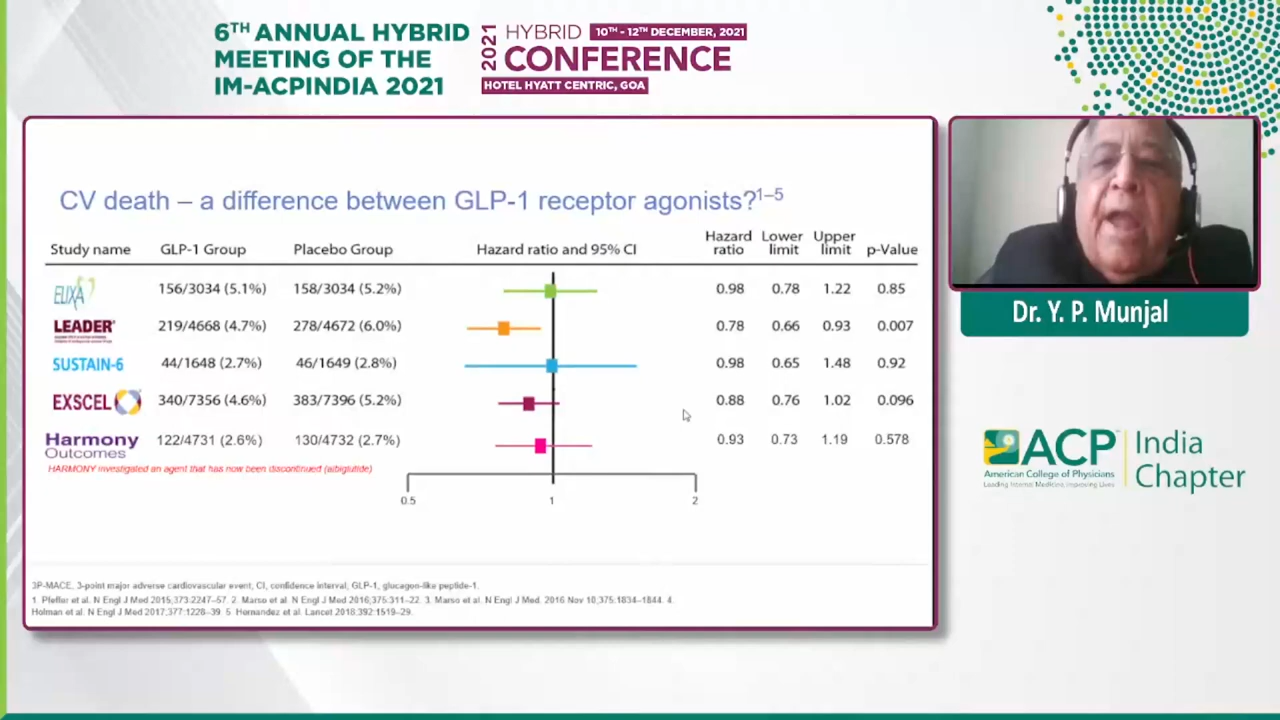 6TH ANNUAL HYBRID
MEETING OF THE
IM-ACPINDIA 2021
2021
HYBRID 10TH - 12TH DECEMBER, 2021
CONFERENCE
HOTEL HYATT CENTRIC, GOA
CV death – a difference between GLP-1 receptor agonists?1–5
Study name GLP-1 Group Placebo Group Hazard ratio and 95% CI Hazard ratio Lower limit Upper limit p-Value
ELIXA 156/3034 (5.1%) 158/3034 (5.2%) 0.98 0.78 1.22 0.85
LEADER 219/4668 (4.7%) 278/4672 (6.0%) 0.78 0.66 0.93 0.007
SUSTAIN-6 44/1648 (2.7%) 46/1649 (2.8%) 0.98 0.65 1.48 0.92
EXSCEL 340/7356 (4.6%) 383/7396 (5.2%) 0.88 0.76 1.02 0.096
Harmony Outcomes 122/4731 (2.6%) 130/4732 (2.7%) 0.93 0.73 1.19 0.578
HARMONY investigated an agent that has now been discontinued (albiglutide)
0.5 1 2
3P-MACE, 3-point major adverse cardiovascular event, CI, confidence interval; GLP-1, glucagon-like peptide-1.
1. Pfeffer et al. N Engl J Med 2015;373:2247–57. 2. Marso et al. N Engl J Med 2016;375:311–22. 3. Marso et al. N Engl J Med. 2016 Nov 10;375:1834–1844. 4.
Holman et al. N Engl J Med 2017;377:1228–39. 5. Hernandez et al. Lancet 2018;392:1519–29.
Dr. Y. P. Munjal
ACP
American College of Physicians
Leading Internal Medicine, Improving Lives
India
Chapter